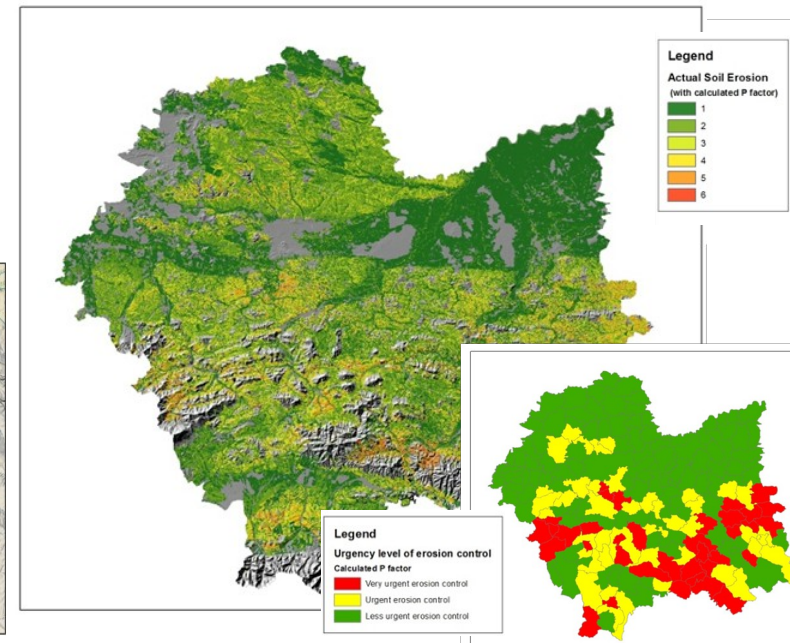 Legend
Actual Soil Erosion
(with calculated P factor)
1
2
3
4
5
6
Legend
Urgency level of erosion control
Calculated P factor
Very urgent erosion control
Urgent erosion control
Less urgent erosion control